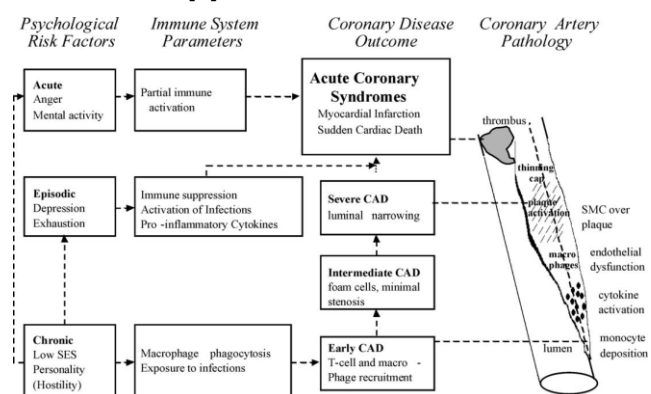 Psychological
Risk Factors
Immune System
Parameters
Coronary Disease
Outcome
Coronary Artery
Pathology
Acute
Anger
Mental activity
Partial immune
activation
Acute Coronary
Syndromes
Myocardial Infarction
Sudden Cardiac Death
Episodic
Depression
Exhaustion
Immune suppression
Activation of Infections
Pro -inflammatory Cytokines
Severe CAD
luminal narrowing
Intermediate CAD
foam cells, minimal
stenosis
Chronic
Low SES
Personality
(Hostility)
Macrophage phagocytosis
Exposure to infections
Early CAD
T-cell and macro -
Phage recruitment
thrombus
thinning
cap
plaque
activation
macro
phages
lumen
SMC over
plaque
endothelial
dysfunction
cytokine
activation
monocyte
deposition